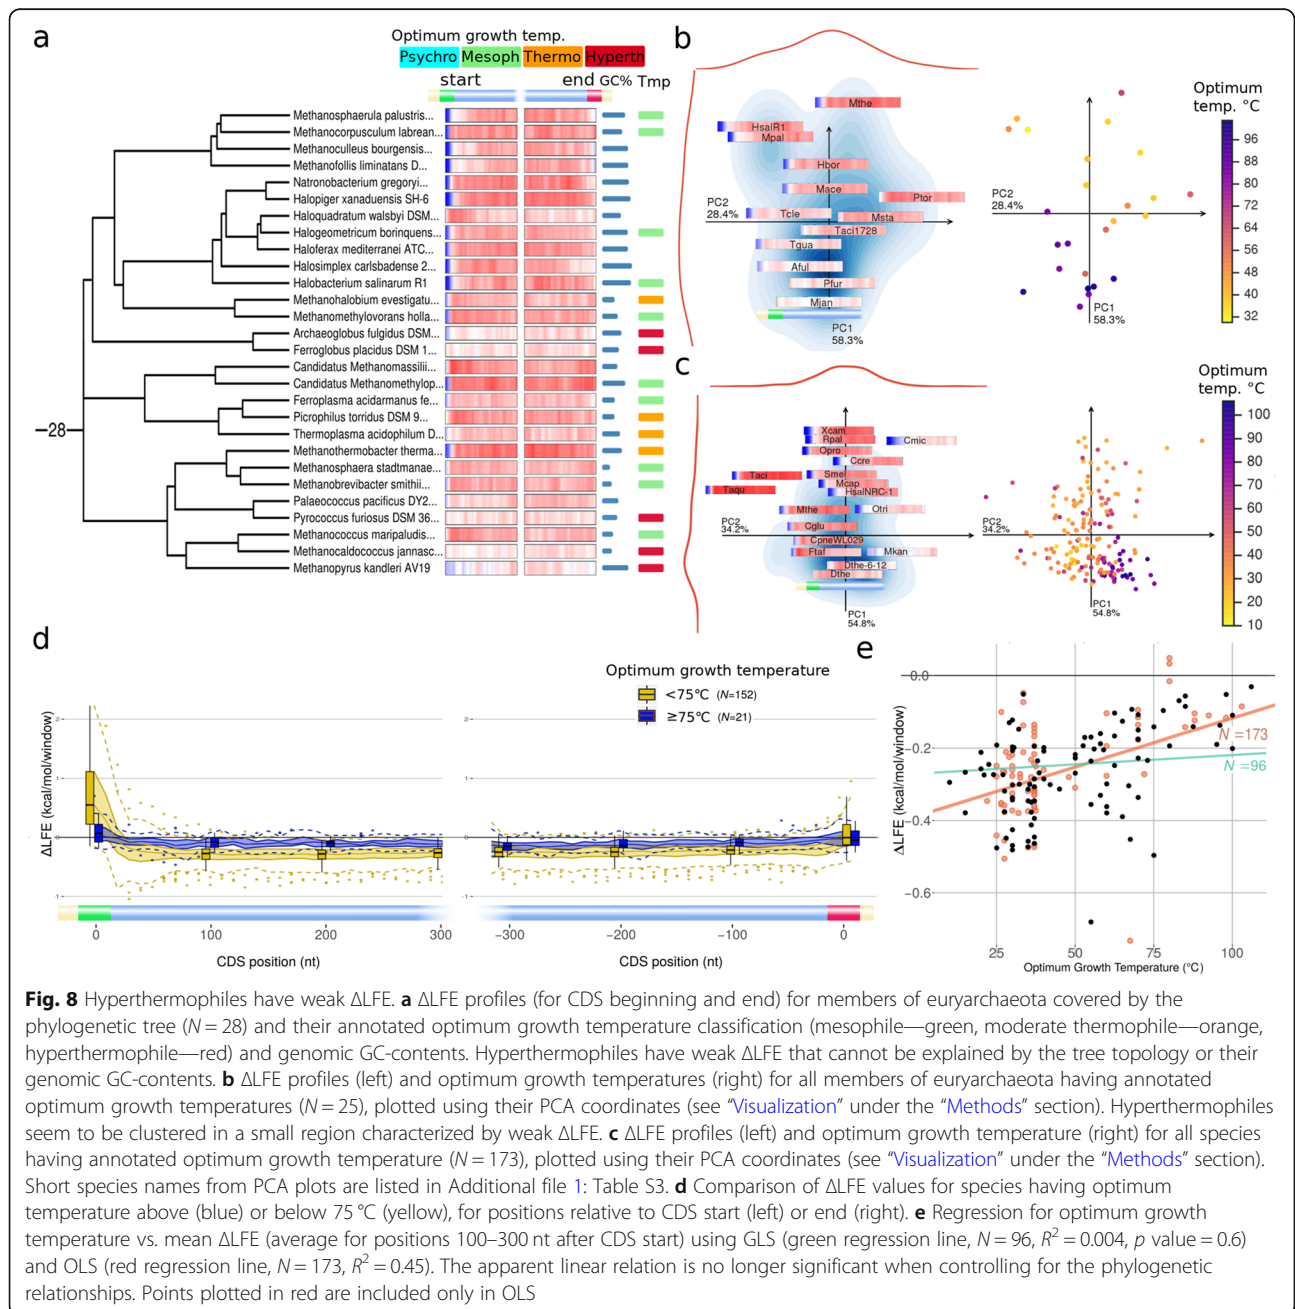 a
Optimum growth temp.
Psychro Mesoph Thermo Hyperth
start end GC% Tmp
Methanosphaerula palustris...
Methanocorpusculum labrean...
Methanoculleus bourgensis...
Methanofollis liminatans D...
Natronobacterium gregoryi...
Halopiger xanaduensis SH-6
Haloquadratum walsbyi DSM...
Halogeometricum borinquens...
Haloferax mediterranei ATC...
Halosimplex carlsbadense 2...
Halobacterium salinarum R1
Methanohalobium evestigatu...
Methanomethylovorans holla...
Archaeoglobus fulgidus DSM...
Ferroglobus placidus DSM 1...
Candidatus Methanomassilii...
Candidatus Methanomethylop...
Ferroplasma acidarmanus fe...
Picrophilus torridus DSM 9...
Thermoplasma acidophilum D...
Methanothermobacter therma...
Methanosphaera stadtmanae...
Methanobrevibacter smithii...
Palaeococcus pacificus DY2...
Pyrococcus furiosus DSM 36...
Methanococcus maripaludis...
Methanocaldococcus jannasc...
Methanopyrus kandleri AV19
−28
b
Mthe
HsalR1
Mpal
Hbor
Mace
Ptor
PC2
28.4%
Tcle
Msta
Taci1728
Tgua
Aful
Pfur
Mjan
PC1
58.3%
PC2
28.4%
PC1
58.3%
Optimum
temp. °C
96
88
80
72
64
56
48
40
32
c
Xcam
Rpal
Cmic
Opro
Ccre
Taci
Smel
Mcap
Taqu
HsalNRC-1
Mthe
Otri
PC2
34.2%
Cglu
CpneWL029
Ftaf
Mkan
Dthe-6-12
Dthe
PC1
54.8%
PC2
34.2%
PC1
54.8%
Optimum
temp. °C
100
90
80
70
60
50
40
30
20
10
d
Optimum growth temperature
<75°C (N=152)
≥75°C (N=21)
ΔLFE (kcal/mol/window)
2
1
0
-1
0 100 200 300
CDS position (nt)
2
1
0
-1
−300 −200 −100 0
CDS position (nt)
e
ΔLFE (kcal/mol/window)
0.0
−0.2
−0.4
−0.6
N =173
N =96
25 50 75 100
Optimum Growth Temperature (°C)
Fig. 8 Hyperthermophiles have weak ΔLFE. a ΔLFE profiles (for CDS beginning and end) for members of euryarchaeota covered by the
phylogenetic tree (N = 28) and their annotated optimum growth temperature classification (mesophile—green, moderate thermophile—orange,
hyperthermophile—red) and genomic GC-contents. Hyperthermophiles have weak ΔLFE that cannot be explained by the tree topology or their
genomic GC-contents. b ΔLFE profiles (left) and optimum growth temperatures (right) for all members of euryarchaeota having annotated
optimum growth temperatures (N = 25), plotted using their PCA coordinates (see “Visualization” under the “Methods” section). Hyperthermophiles
seem to be clustered in a small region characterized by weak ΔLFE. c ΔLFE profiles (left) and optimum growth temperature (right) for all species
having annotated optimum growth temperature (N = 173), plotted using their PCA coordinates (see “Visualization” under the “Methods” section).
Short species names from PCA plots are listed in Additional file 1: Table S3. d Comparison of ΔLFE values for species having optimum
temperature above (blue) or below 75 °C (yellow), for positions relative to CDS start (left) or end (right). e Regression for optimum growth
temperature vs. mean ΔLFE (average for positions 100–300 nt after CDS start) using GLS (green regression line, N = 96, R² = 0.004, p value = 0.6)
and OLS (red regression line, N = 173, R² = 0.45). The apparent linear relation is no longer significant when controlling for the phylogenetic
relationships. Points plotted in red are included only in OLS